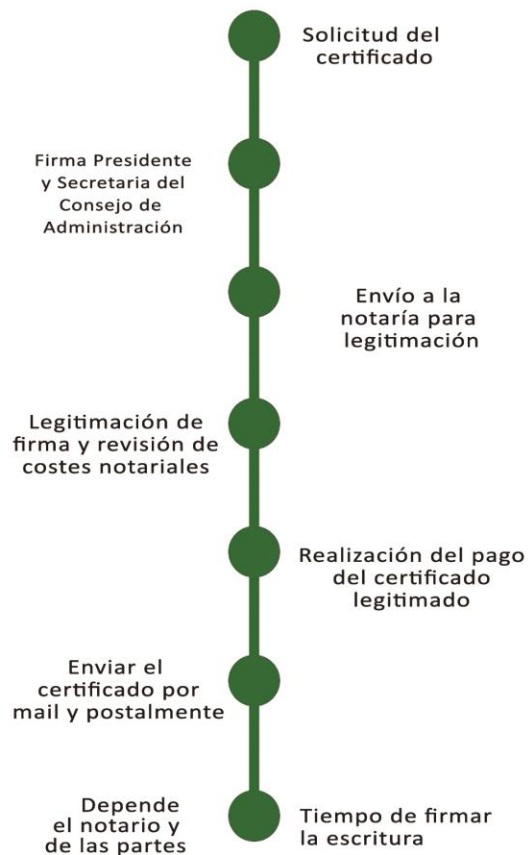 Solicitud del
certificado
Firma Presidente
y Secretaria del
Consejo de
Administración
Envío a la
notaría para
legitimación
Legitimación de
firma y revisión de
costes notariales
Realización del pago
del certificado
legitimado
Enviar el
certificado por
mail y postalmente
Depende
el notario y
de las partes
Tiempo de firmar
la escritura